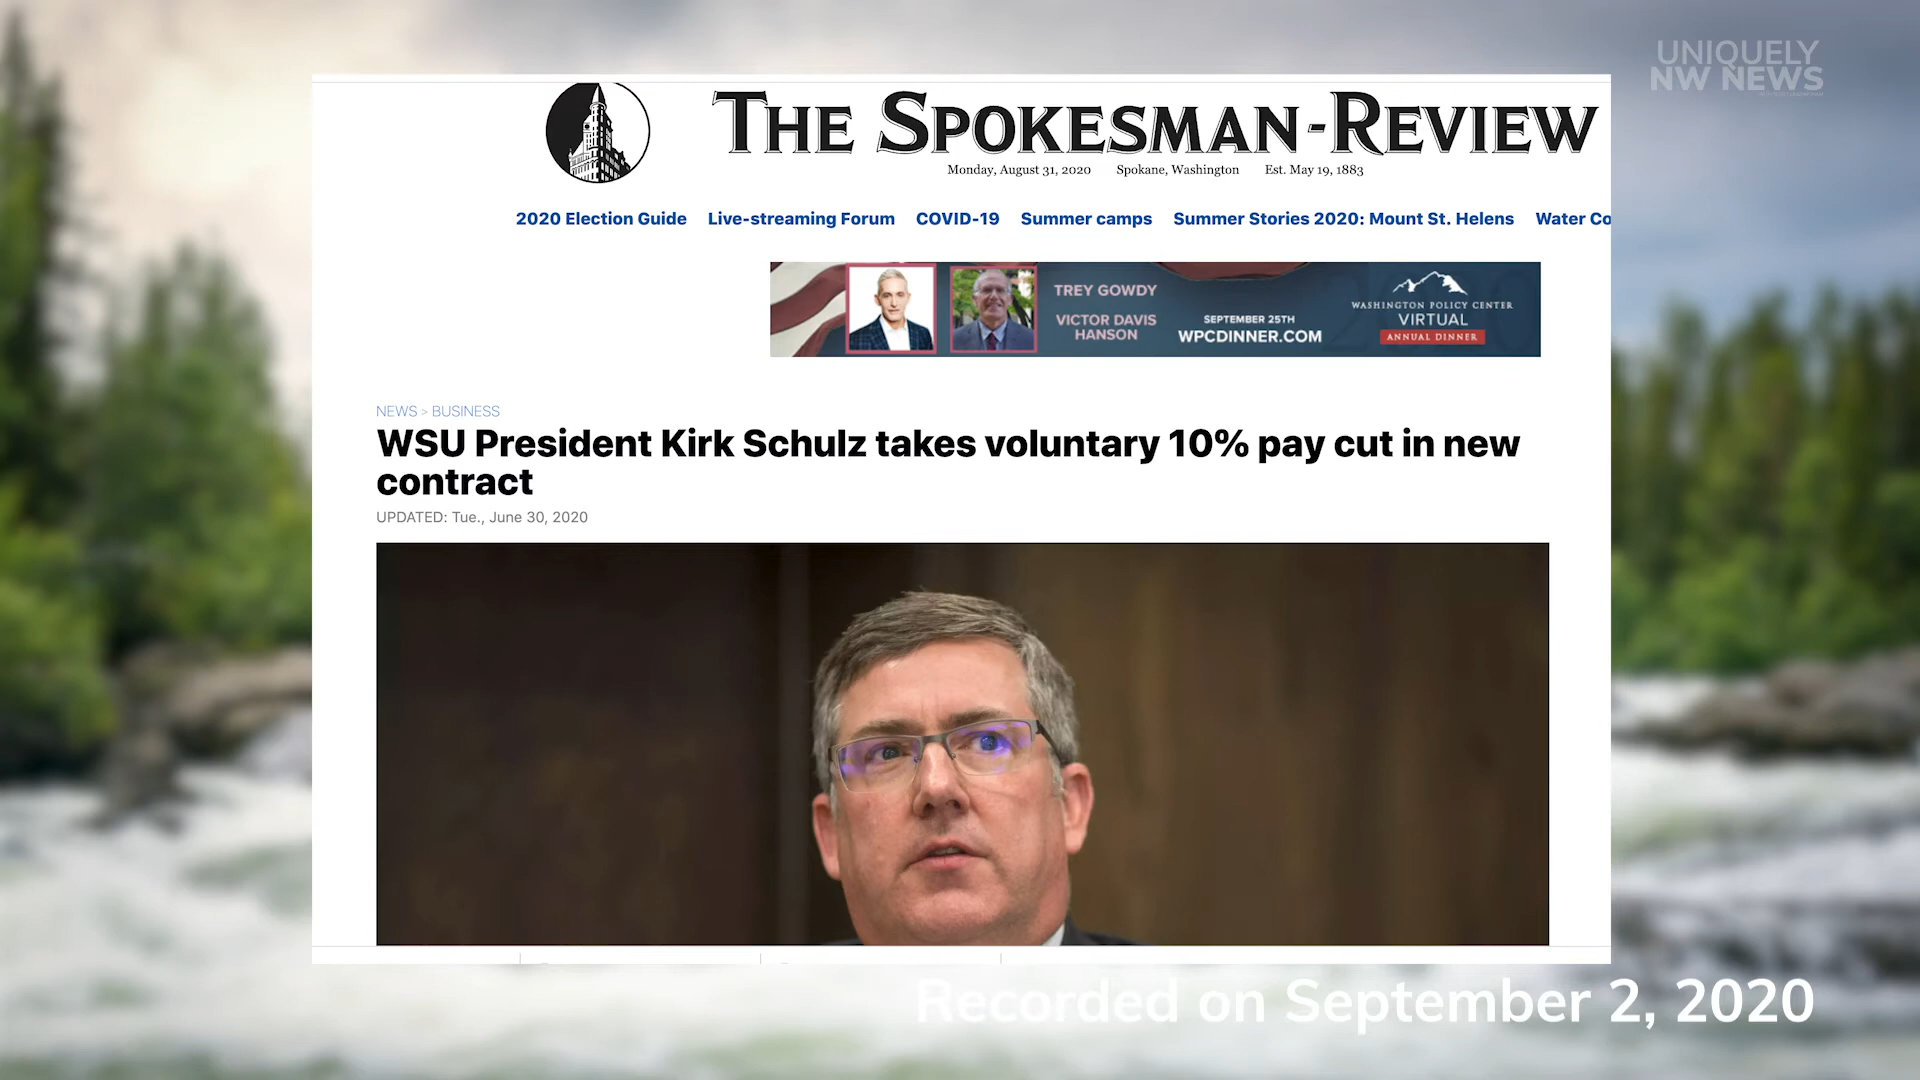 UNIQUELY
NW NEWS
THE SPOKESMAN-REVIEW
Monday, August 31, 2020 Spokane, Washington Est. May 19, 1883
2020 Election Guide Live-streaming Forum COVID-19 Summer camps Summer Stories 2020: Mount St. Helens Water Co
TREY GOWDY
VICTOR DAVIS
HANSON
SEPTEMBER 25TH
WPCDINNER.COM
WASHINGTON POLICY CENTER
VIRTUAL
ANNUAL DINNER
NEWS > BUSINESS
WSU President Kirk Schulz takes voluntary 10% pay cut in new
contract
UPDATED: Tue., June 30, 2020
Recorded on September 2, 2020